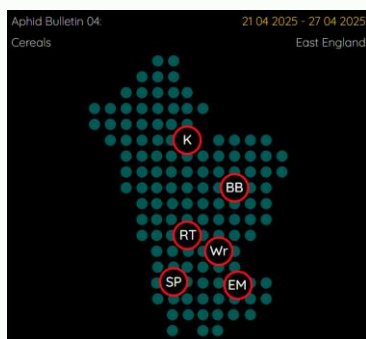 Aphid Bulletin 04:
21 04 2025 - 27 04 2025
Cereals
East England
K
BB
RT
Wr
SP
EM